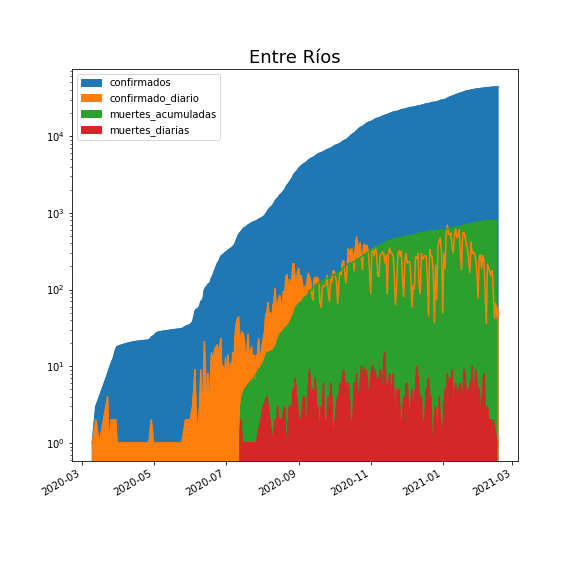 Entre Ríos
confirmados
confirmado_diario
muertes_acumuladas
muertes_diarias
10⁴
10³
10²
10¹
10⁰
2020-03
2020-05
2020-07
2020-09
2020-11
2021-01
2021-03